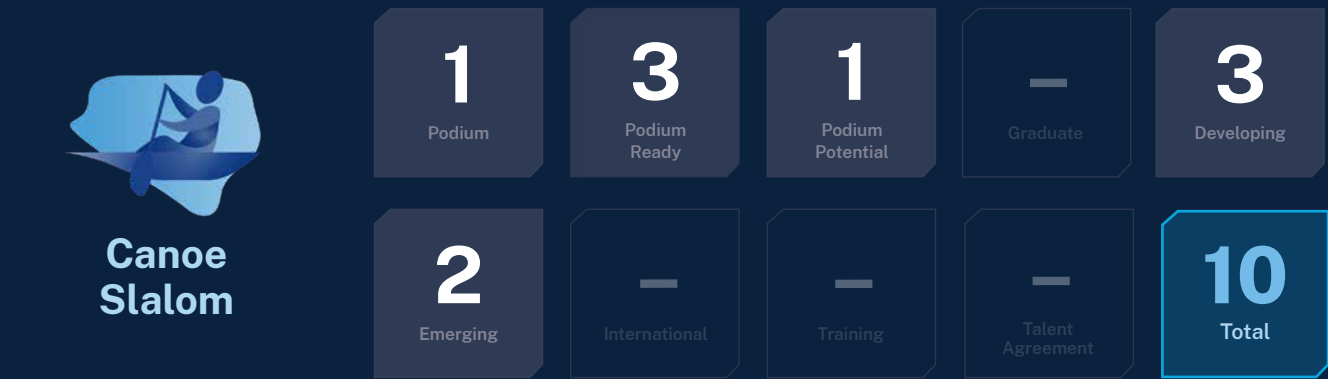 Canoe
Slalom
1
Podium
3
Podium
Ready
1
Podium
Potential
–
Graduate
3
Developing
2
Emerging
–
International
–
Training
–
Talent
Agreement
10
Total